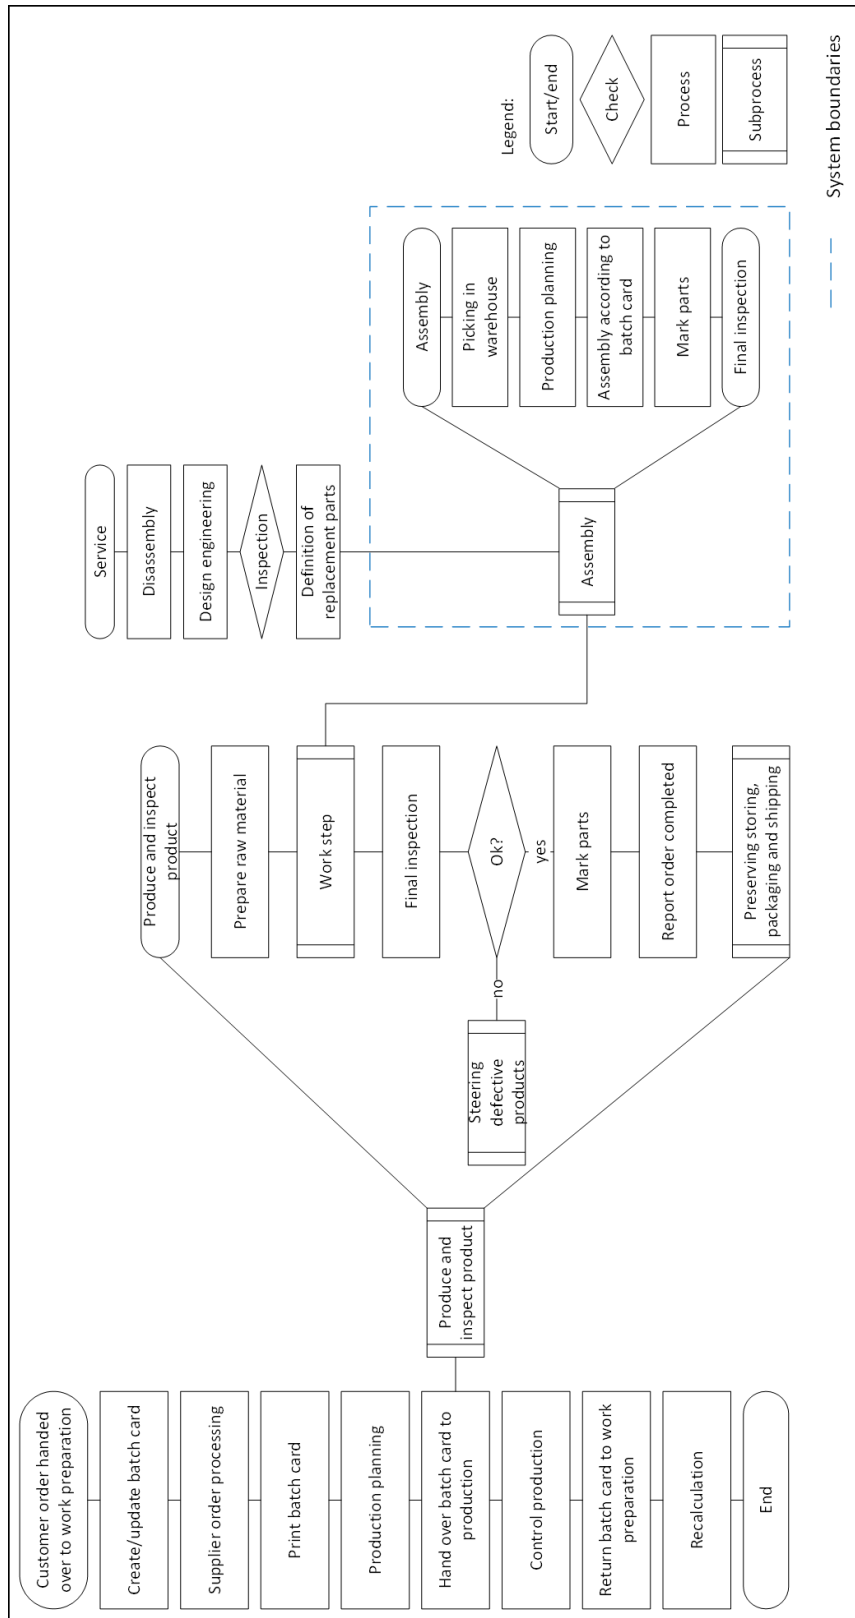 Customer order handed
over to work preparation
Create/update batch card
Supplier order processing
Print batch card
Production planning
Hand over batch card to
production
Control production
Return batch card to work
preparation
Recalculation
End
Produce and
inspect product
Produce and inspect
product
Prepare raw material
Work step
Final inspection
Ok?
no
Steering
defective
products
yes
Mark parts
Report order completed
Preserving storing,
packaging and shipping
Service
Disassembly
Design engineering
Inspection
Definition of
replacement parts
Assembly
Assembly
Picking in
warehouse
Production planning
Assembly according to
batch card
Mark parts
Final inspection
Legend:
Start/end
Check
Process
Subprocess
System boundaries